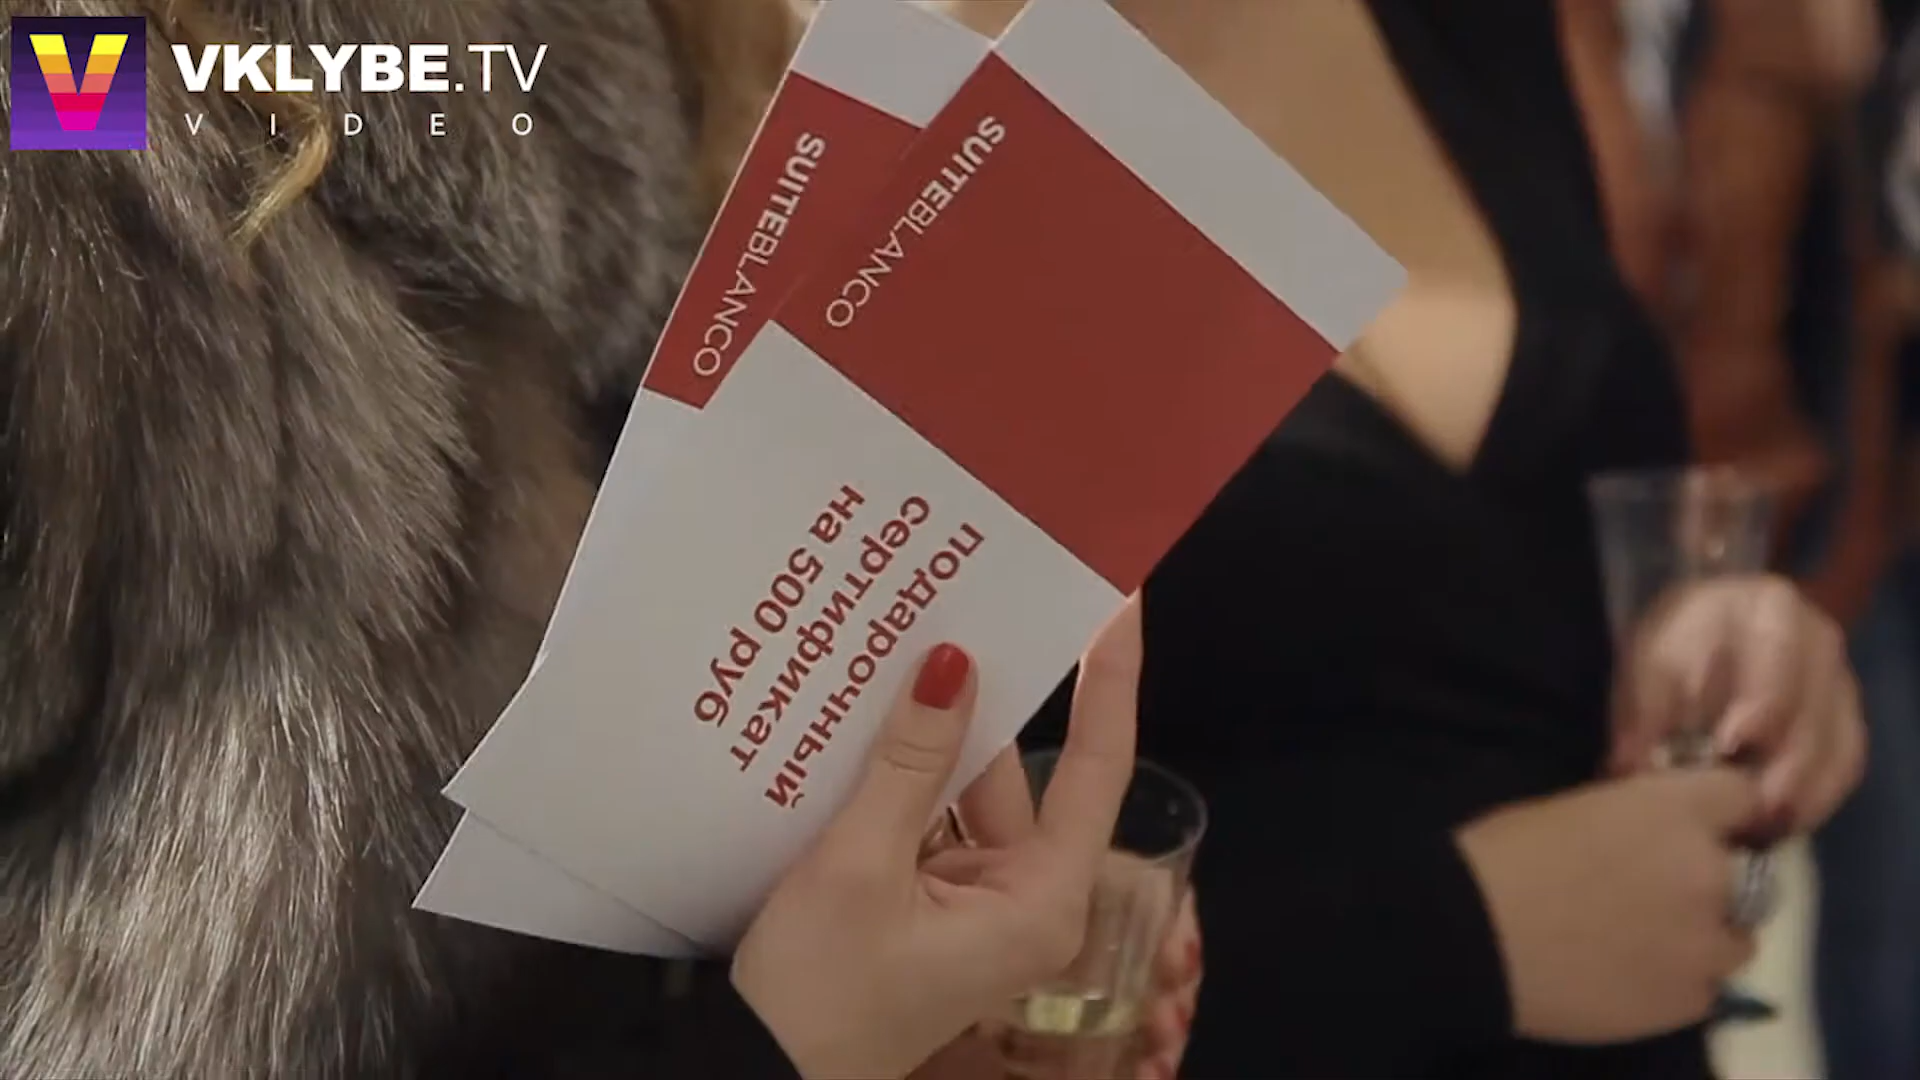 VKLYBE.TV
VIDEO
SUITEBLANCO
SUITEBLANCO
подарочный
сертификат
на 500 руб